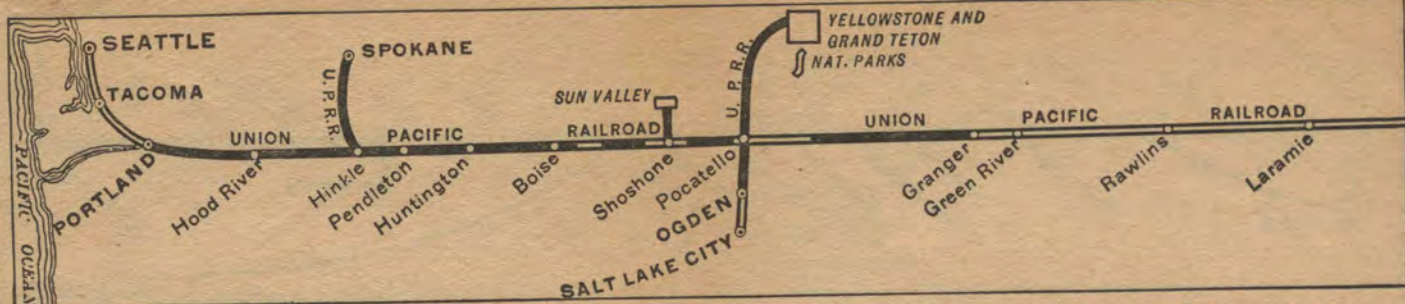 SEATTLE
TACOMA
PORTLAND
PACIFIC OCEAN
SPOKANE
U. P. R. R.
SUN VALLEY
YELLOWSTONE AND
GRAND TETON
NAT. PARKS
U. P. R. R.
UNION PACIFIC RAILROAD
UNION PACIFIC RAILROAD
Hood River
Hinkle
Pendleton
Huntington
Boise
Shoshone
Pocatello
OGDEN
SALT LAKE CITY
Granger
Green River
Rawlins
Laramie